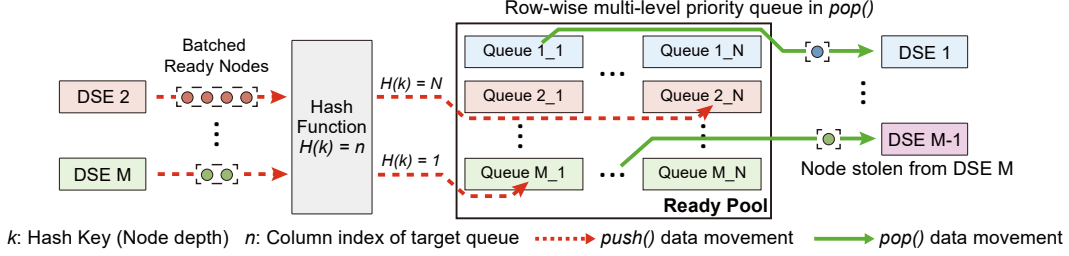 Row-wise multi-level priority queue in pop()
Batched
Ready Nodes
DSE 2
DSE M
Hash
Function
H(k) = n
H(k) = N
H(k) = 1
Queue 1_1
Queue 1_N
Queue 2_1
Queue 2_N
Queue M_1
Queue M_N
Ready Pool
DSE 1
DSE M-1
Node stolen from DSE M
k: Hash Key (Node depth) n: Column index of target queue push() data movement pop() data movement